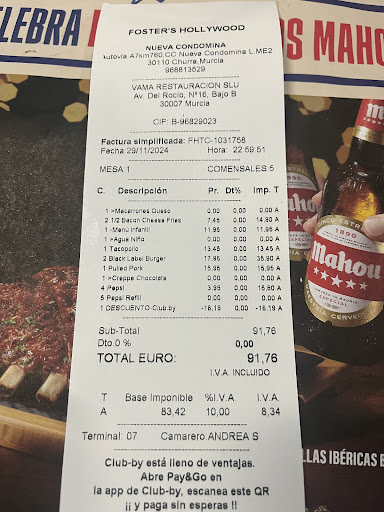 CELEBRA
OS MAHO
FOSTER'S HOLLYWOOD
NUEVA CONDOMINA
Autovía A7km760,CC Nueva Condomina L.ME2
30110 Churra,Murcia
968813529
VAMA RESTAURACION SLU
Av. Del Rocío, Nº16, Bajo B
30007 Murcia
CIF: B-96829023
Factura simplificada: FHTC-1031758
Fecha:29/11/2024 Hora: 22:59:51
MESA:1 COMENSALES:5
C. Descripción Pr. Dt% Imp. T
1 >Macarrones Queso 0,00 0,00 0,00 A
2 1/2 Bacon Cheese Fries 7,45 0,00 14,90 A
1 -Menú Infantil 11,95 0,00 11,95 A
1 >Agua Niño 0,00 0,00 0,00 A
1 Tacopollo 13,45 0,00 13,45 A
2 Black Label Burger 17,95 0,00 35,90 A
1 Pulled Pork 15,95 0,00 15,95 A
1 >Creppe Chocolate 0,00 0,00 0,00 A
4 Pepsi 3,95 0,00 15,80 A
5 Pepsi Refil 0,00 0,00 0,00 A
1 DESCUENTO-Club.by -16,19 0,00 -16,19 A
Sub-Total 91,76
Dto.0 % 0,00
TOTAL EURO: 91,76
I.V.A. INCLUIDO
T Base Imponible %I.V.A. I.V.A.
A 83,42 10,00 8,34
Terminal: 07 Camarero:ANDREA S
Club-by está lleno de ventajas.
Abre Pay&Go en
la app de Club-by, escanea este QR
¡¡ y paga sin esperas !!
Mahou
1890
Mahou
ESPECIAL
LLAS IBÉRICAS B